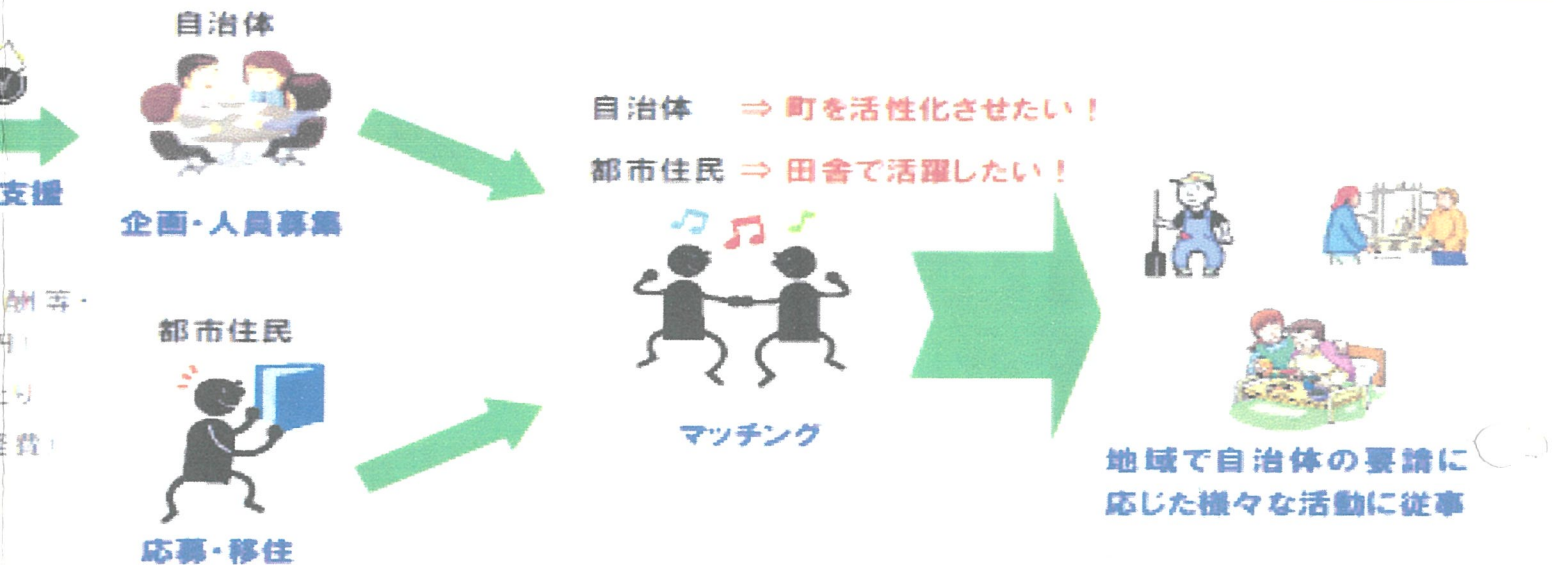 自治体
支援
企画・人員募集
酬等・
費
都市住民
応募・移住
自治体 ⇒ 町を活性化させたい！
都市住民 ⇒ 田舎で活躍したい！
マッチング
地域で自治体の要請に
応じた様々な活動に従事